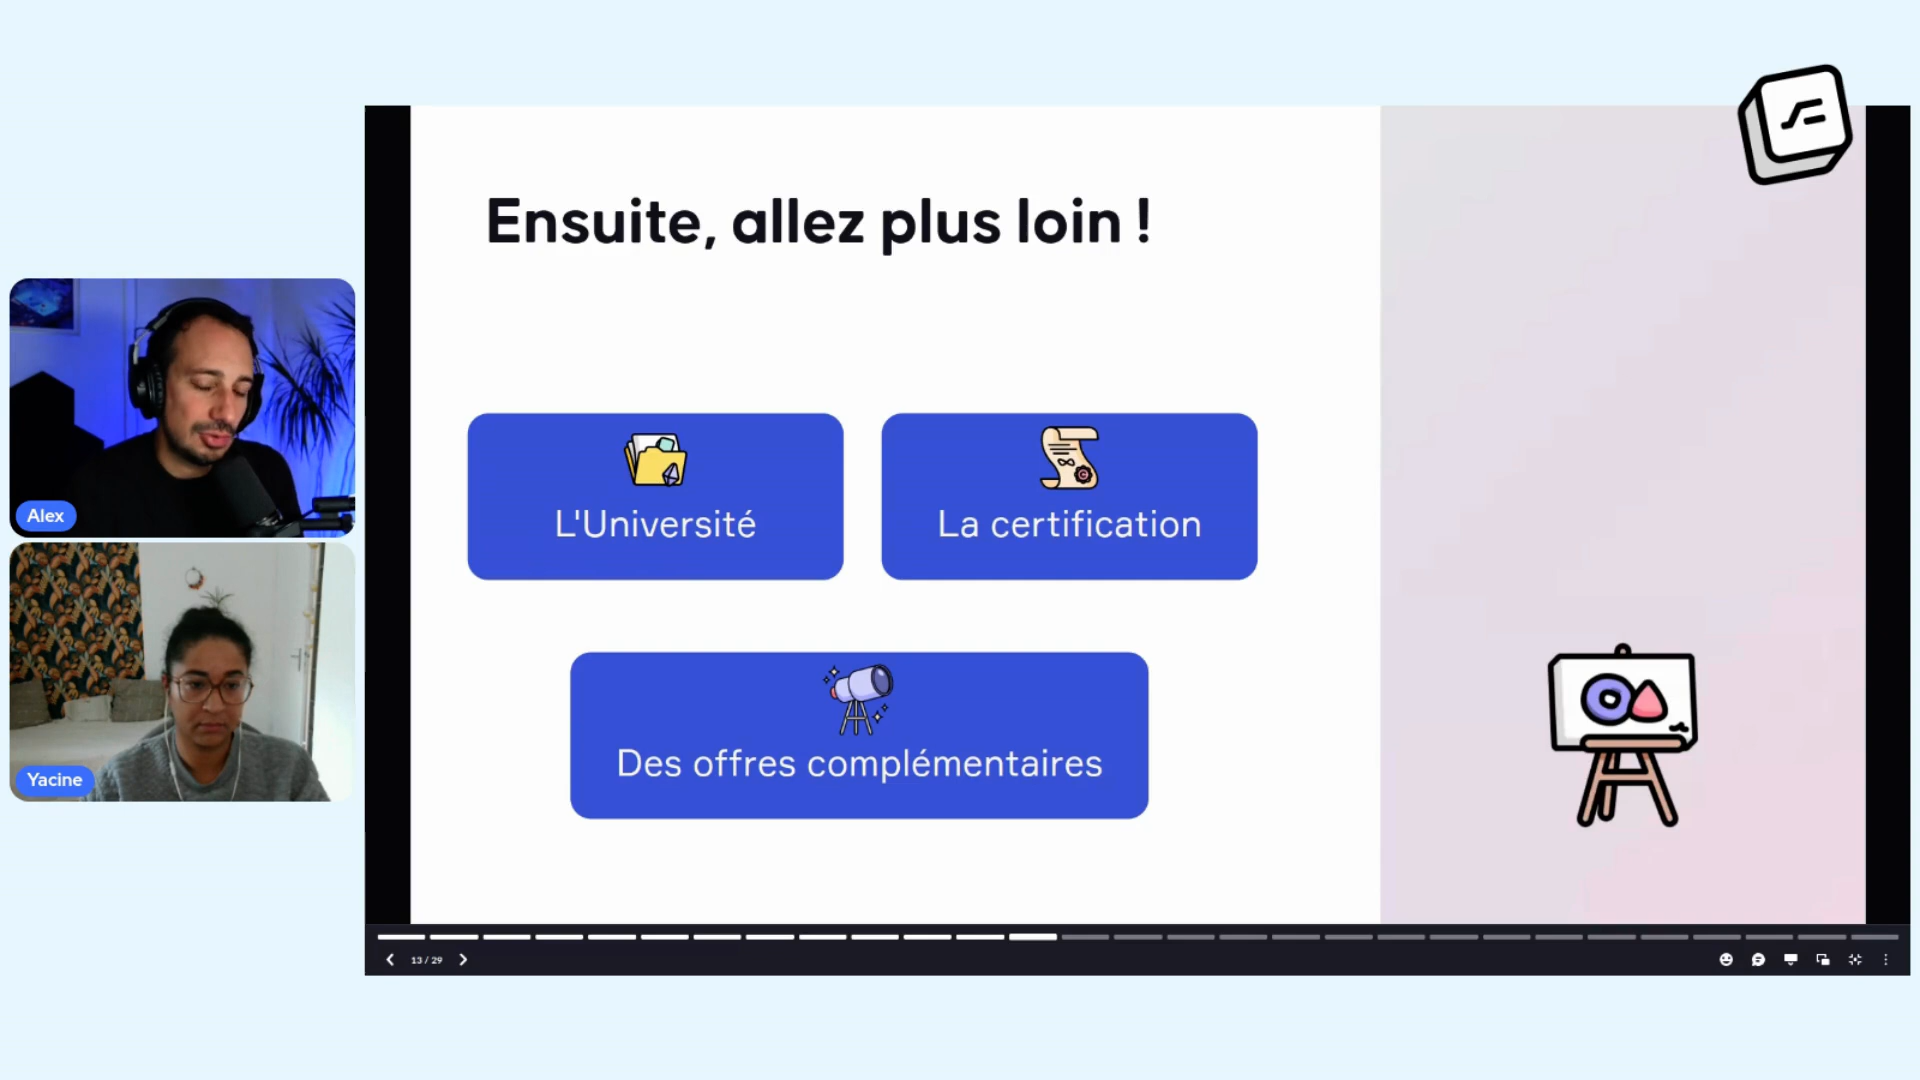 Ensuite, allez plus loin !
L'Université
La certification
Des offres complémentaires
Alex
Yacine
13 / 29